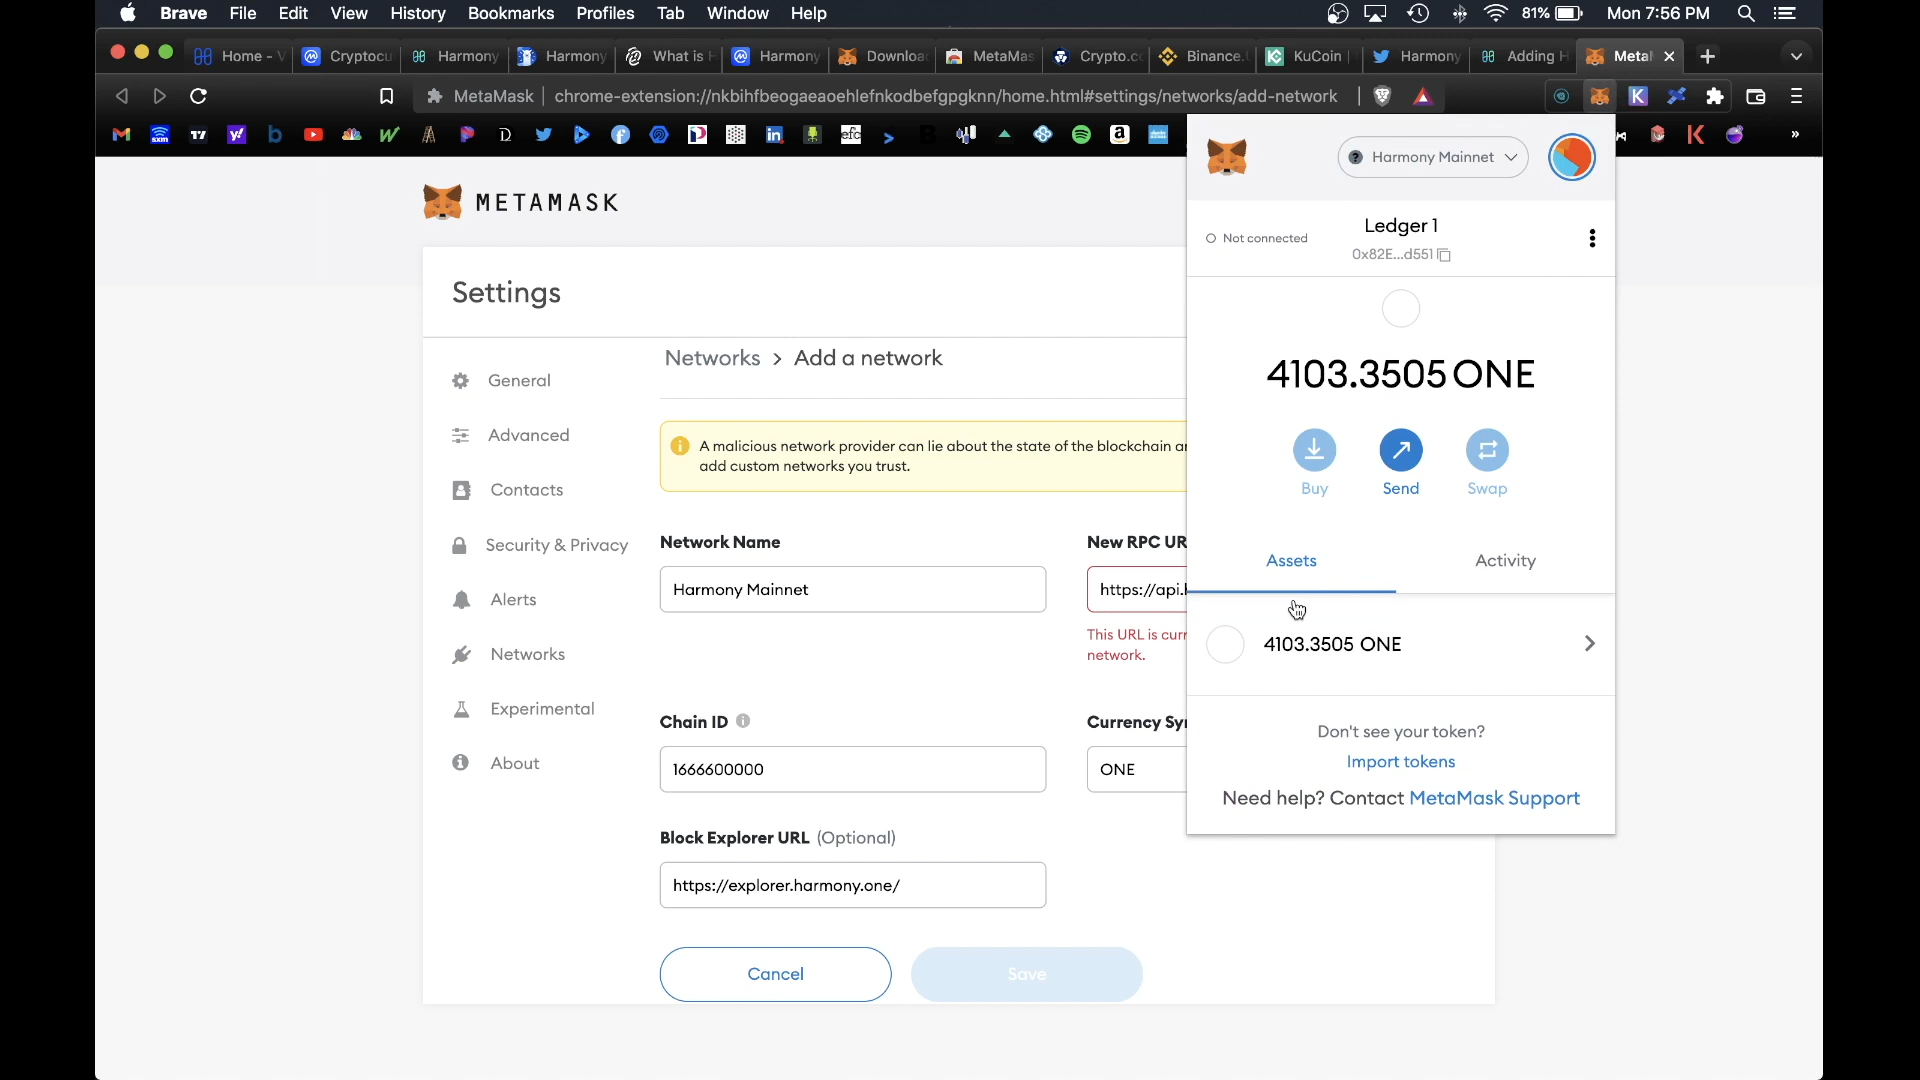 Brave File Edit View History Bookmarks Profiles Tab Window Help 81% Mon 7:56 PM
Home - Cryptocu Harmony Harmony What is Harmony Downloa MetaMas Crypto.c Binance. KuCoin Harmony Adding H Meta
MetaMask chrome-extension://nkbihfbeogaeaoehlefnkodbefgpgknn/home.html#settings/networks/add-network
METAMASK
Settings
General
Advanced
Contacts
Security & Privacy
Alerts
Networks
Experimental
About
Networks > Add a network
A malicious network provider can lie about the state of the blockchain
add custom networks you trust.
Network Name
Harmony Mainnet
New RPC UR
https://api.
This URL is curr
network.
Chain ID
1666600000
Currency Sy
ONE
Block Explorer URL (Optional)
https://explorer.harmony.one/
Cancel
Save
Harmony Mainnet
Not connected
Ledger 1
0x82E...d551
4103.3505 ONE
Buy
Send
Swap
Assets
Activity
4103.3505 ONE
Don't see your token?
Import tokens
Need help? Contact MetaMask Support